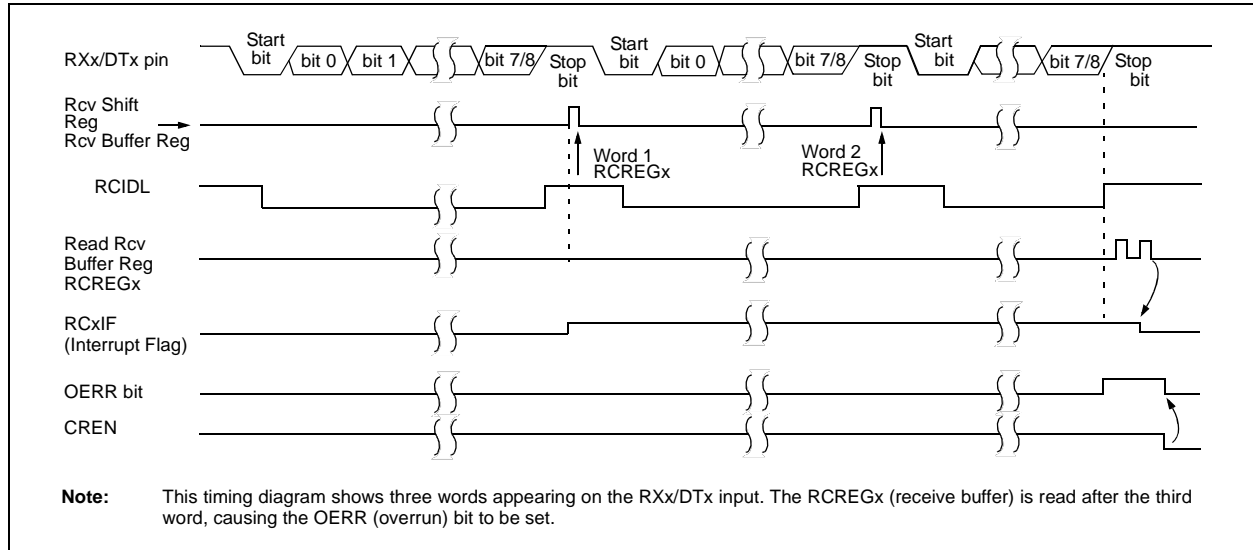 RXx/DTx pin
Start bit
bit 0
bit 1
bit 7/8
Stop bit
Start bit
bit 0
bit 7/8
Stop bit
Start bit
bit 7/8
Stop bit
Rcv Shift
Reg
Rcv Buffer Reg
Word 1
RCREGx
Word 2
RCREGx
RCIDL
Read Rcv
Buffer Reg
RCREGx
RCxIF
(Interrupt Flag)
OERR bit
CREN
Note: This timing diagram shows three words appearing on the RXx/DTx input. The RCREGx (receive buffer) is read after the third
word, causing the OERR (overrun) bit to be set.